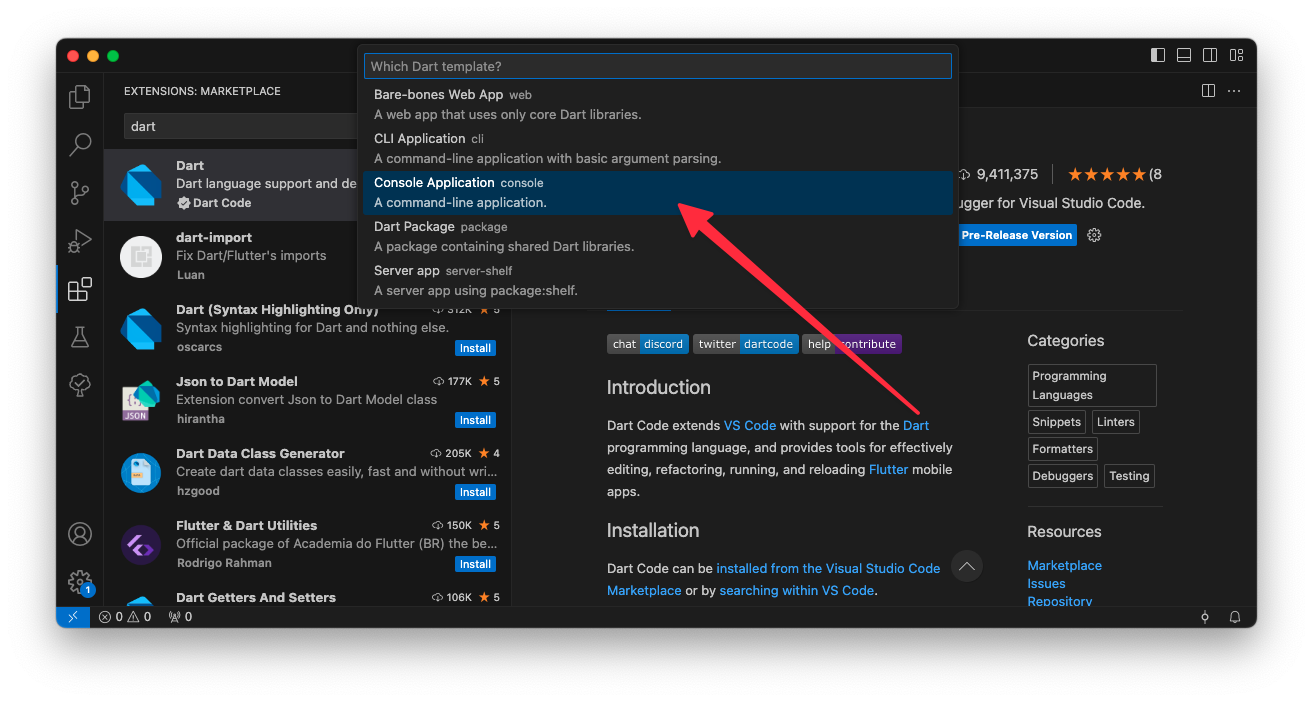 Which Dart template?
Bare-bones Web App web
A web app that uses only core Dart libraries.
CLI Application cli
A command-line application with basic argument parsing.
Console Application console
A command-line application.
Dart Package package
A package containing shared Dart libraries.
Server app server-shelf
A server app using package:shelf.
EXTENSIONS: MARKETPLACE
dart
Dart
Dart language support and de
Dart Code
dart-import
Fix Dart/Flutter's imports
Luan
Dart (Syntax Highlighting Only) 312K 5
Syntax highlighting for Dart and nothing else.
oscarcs
Install
Json to Dart Model 177K 5
Extension convert Json to Dart Model class
hirantha
Install
JSON
Dart Data Class Generator 205K 4
Create dart data classes easily, fast and without wri...
hzgood
Install
Flutter & Dart Utilities 150K 5
Official package of Academia do Flutter (BR) the be...
Rodrigo Rahman
Install
Dart Getters And Setters 106K 5
9,411,375 (8
ugger for Visual Studio Code.
Pre-Release Version
chat discord twitter dartcode help contribute
Introduction
Dart Code extends VS Code with support for the Dart
programming language, and provides tools for effectively
editing, refactoring, running, and reloading Flutter mobile
apps.
Installation
Dart Code can be installed from the Visual Studio Code
Marketplace or by searching within VS Code.
Categories
Programming
Languages
Snippets Linters
Formatters
Debuggers Testing
Resources
Marketplace
Issues
Repository
1
0 0 0